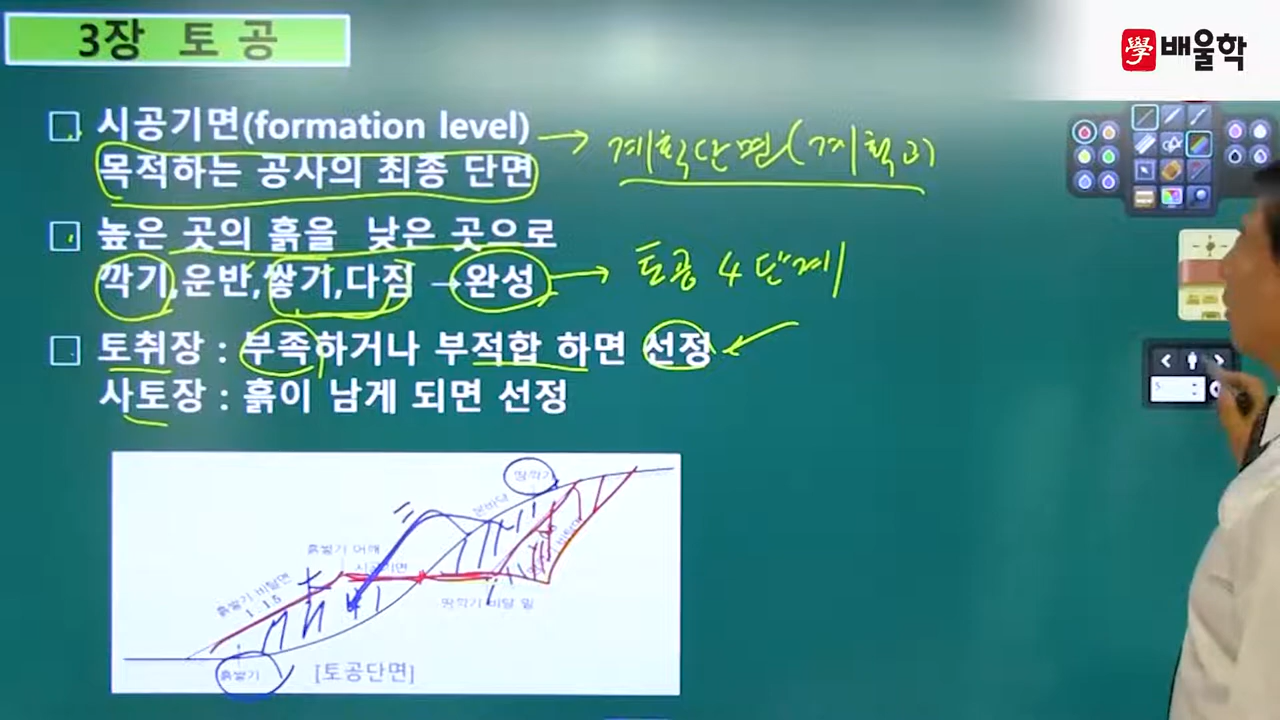 3장 토 공
學 배울학
시공기면(formation level)
목적하는 공사의 최종 단면
계획단면(계획고)
높은 곳의 흙을 낮은 곳으로
깍기,운반,쌓기,다짐 → 완성
토공 4단계
토취장 : 부족하거나 부적합 하면 선정
사토장 : 흙이 남게 되면 선정
땅깍기
본바닥
흙쌓기 어깨
시공기면
흙쌓기 비탈면
1 : 1.5
땅깍기 비탈 밑
흙쌓기
[토공단면]
5